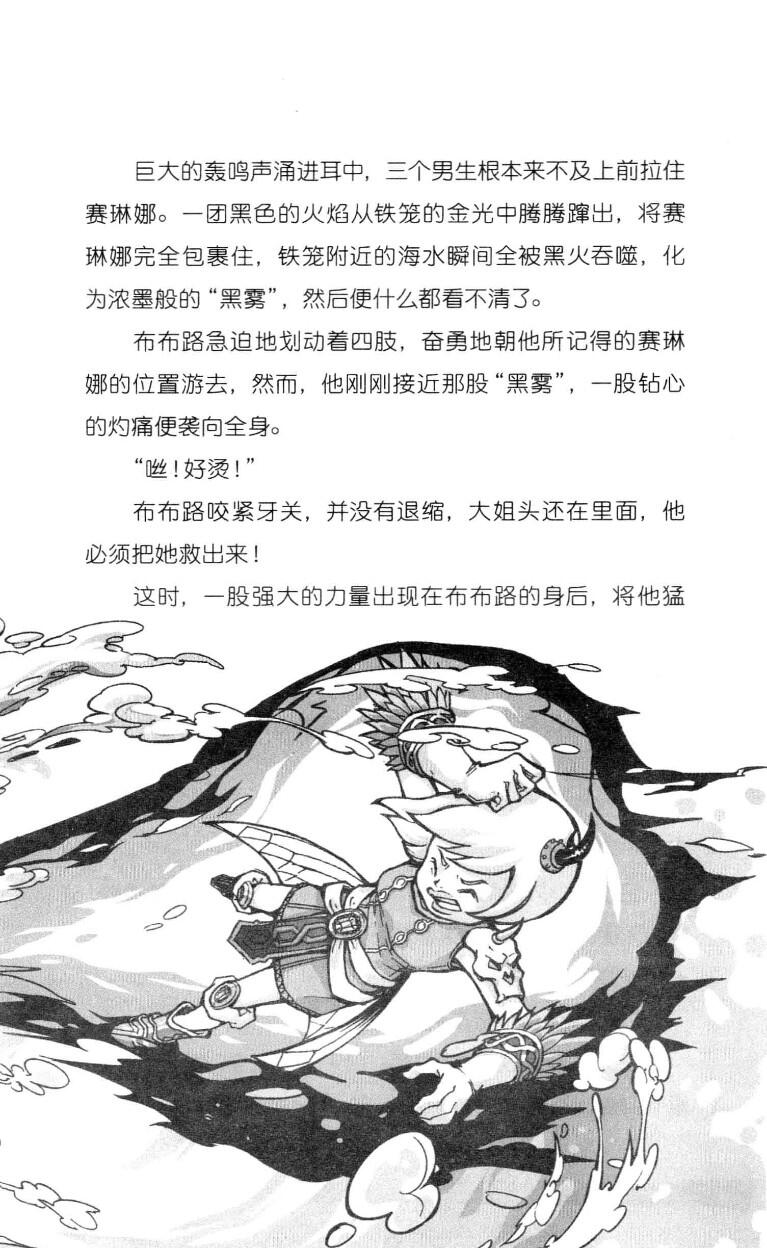 巨大的轰鸣声涌进耳中，三个男生根本来不及上前拉住
赛琳娜。一团黑色的火焰从铁笼的金光中腾腾蹿出，将赛
琳娜完全包裹住，铁笼附近的海水瞬间全被黑火吞噬，化
为浓墨般的“黑雾”，然后便什么都看不清了。
布布路急迫地划动着四肢，奋勇地朝他所记得的赛琳
娜的位置游去，然而，他刚刚接近那股“黑雾”，一股钻心
的灼痛便袭向全身。
“咝！好烫！”
布布路咬紧牙关，并没有退缩，大姐头还在里面，他
必须把她救出来！
这时，一股强大的力量出现在布布路的身后，将他猛